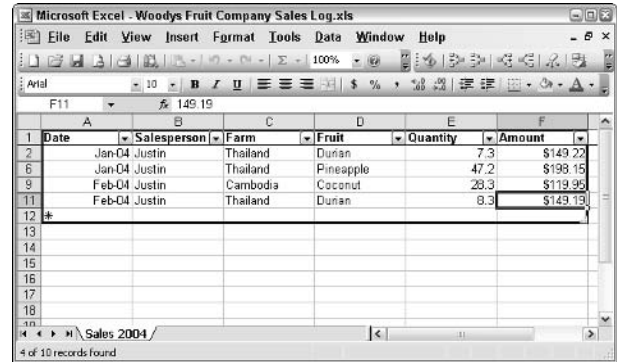 Microsoft Excel - Woodys Fruit Company Sales Log.xls
File Edit View Insert Format Tools Data Window Help
100%
Arial 10 B I U $ % ,
F11 fx 149.19
A B C D E F
1 Date Salesperson Farm Fruit Quantity Amount
2 Jan-04 Justin Thailand Durian 7.3 $149.22
6 Jan-04 Justin Thailand Pineapple 47.2 $198.15
9 Feb-04 Justin Cambodia Coconut 28.3 $119.95
11 Feb-04 Justin Thailand Durian 8.3 $149.19
12 *
13
14
15
16
17
18
19
Sales 2004
4 of 10 records found